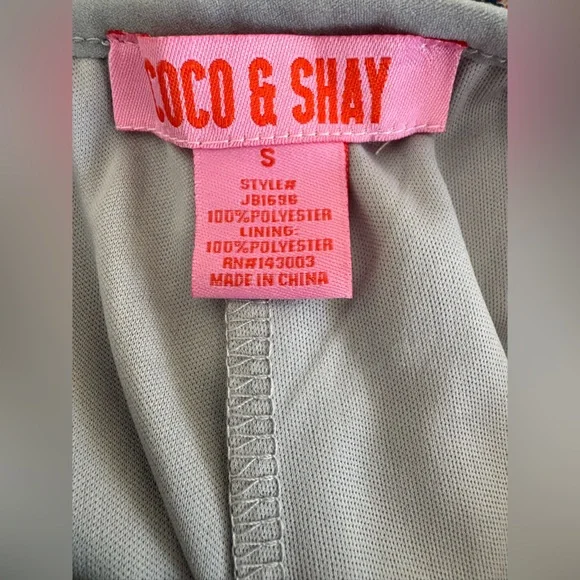 COCO & SHAY
S
STYLE#
JB1696
100%POLYESTER
LINING:
100%POLYESTER
RN#143003
MADE IN CHINA